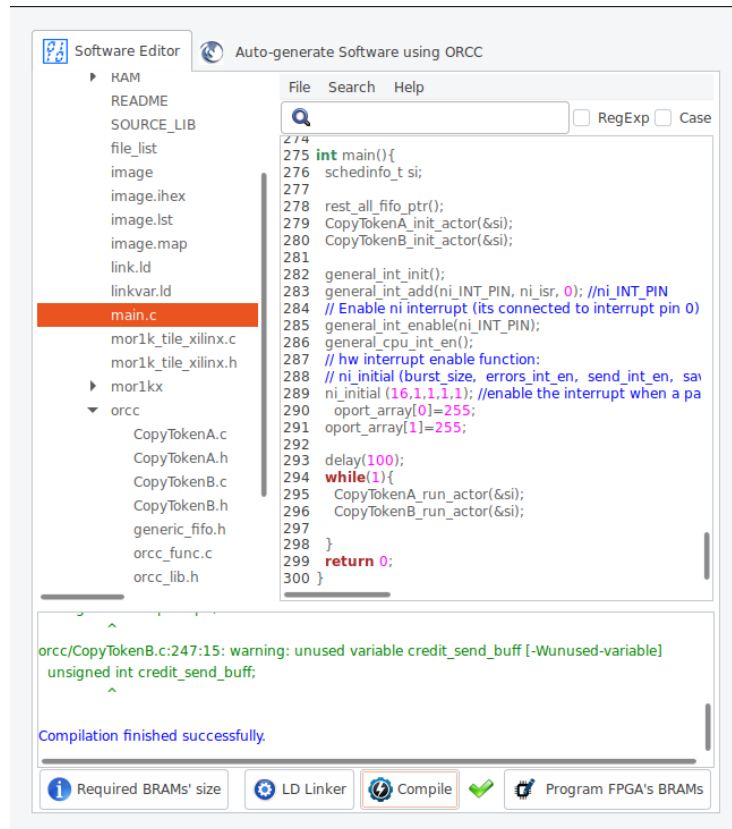 Software Editor
Auto-generate Software using ORCC
RAM
README
SOURCE_LIB
file_list
image
image.ihex
image.lst
image.map
link.ld
linkvar.ld
main.c
mor1k_tile_xilinx.c
mor1k_tile_xilinx.h
mor1kx
orcc
CopyTokenA.c
CopyTokenA.h
CopyTokenB.c
CopyTokenB.h
generic_fifo.h
orcc_func.c
orcc_lib.h
File Search Help
RegExp Case
274
275 int main(){
276 schedinfo_t si;
277
278 rest_all_fifo_ptr();
279 CopyTokenA_init_actor(&si);
280 CopyTokenB_init_actor(&si);
281
282 general_int_init();
283 general_int_add(ni_INT_PIN, ni_isr, 0); //ni_INT_PIN
284 // Enable ni interrupt (its connected to interrupt pin 0)
285 general_int_enable(ni_INT_PIN);
286 general_cpu_int_en();
287 // hw interrupt enable function:
288 // ni_initial (burst_size, errors_int_en, send_int_en, sav
289 ni_initial (16,1,1,1,1); //enable the interrupt when a pa
290 oport_array[0]=255;
291 oport_array[1]=255;
292
293 delay(100);
294 while(1){
295 CopyTokenA_run_actor(&si);
296 CopyTokenB_run_actor(&si);
297
298 }
299 return 0;
300 }
^
orcc/CopyTokenB.c:247:15: warning: unused variable credit_send_buff [-Wunused-variable]
unsigned int credit_send_buff;
^
Compilation finished successfully.
Required BRAMs' size
LD Linker
Compile
Program FPGA's BRAMs